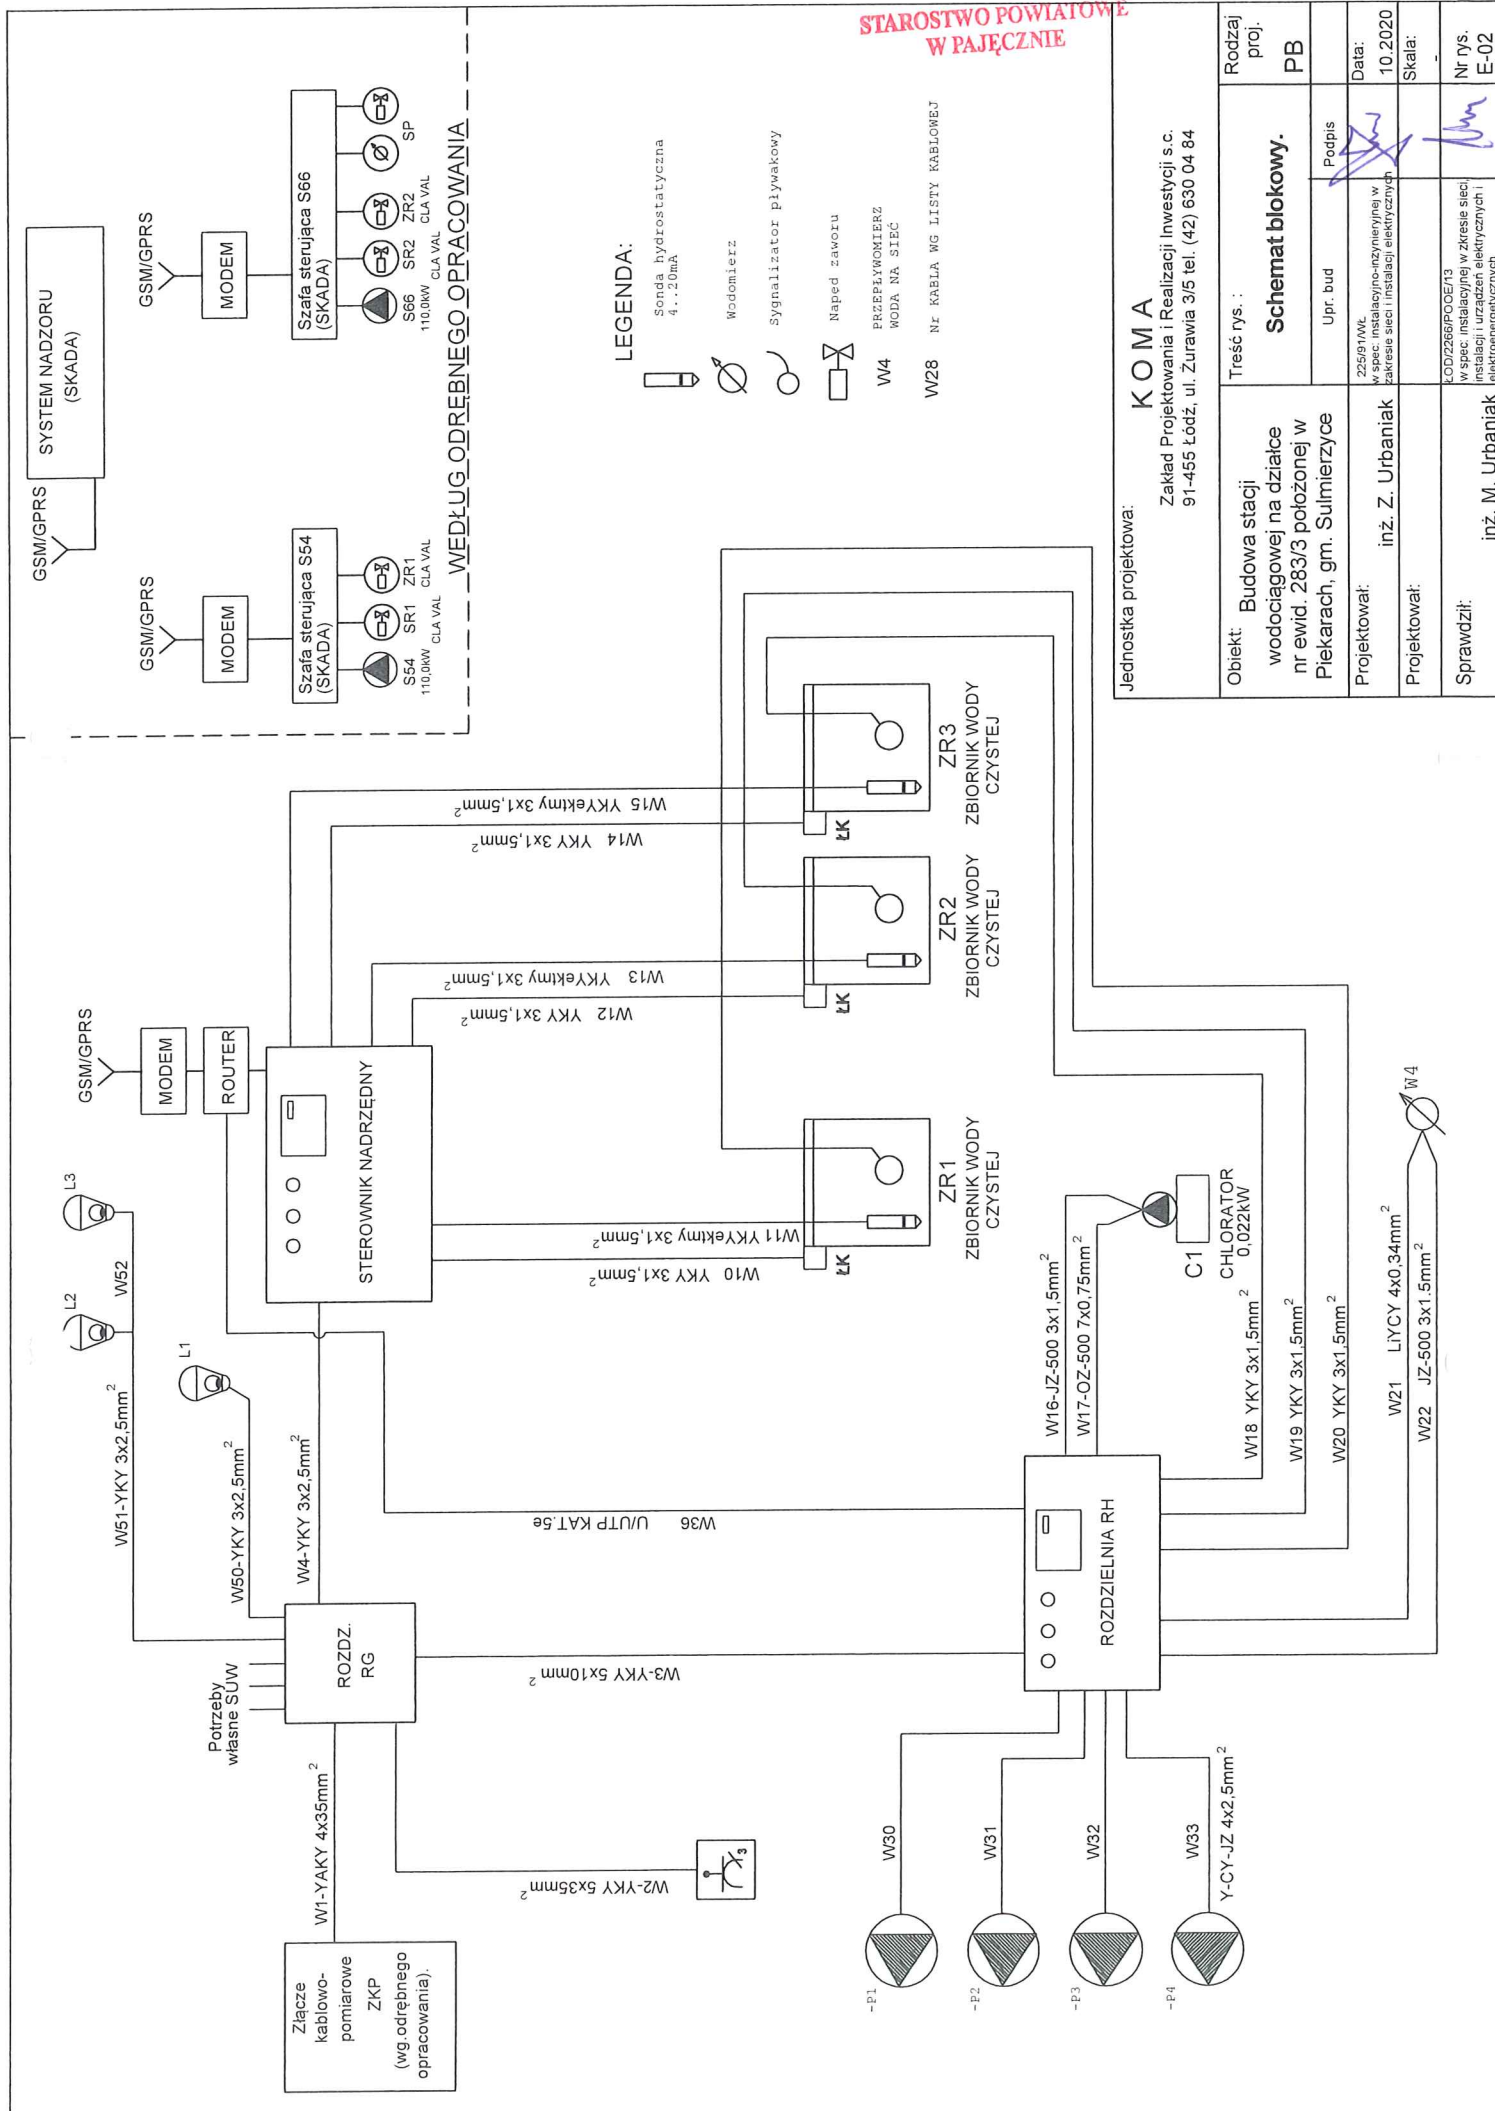 STAROSTWO POWIATOWE
W PAJĘCZNIE
SYSTEM NADZORU
(SKADA)
GSM/GPRS
GSM/GPRS
MODEM
Szafa sterująca S54
(SKADA)
S54
110,0kW
SR1
CLA VAL
ZR1
CLA VAL
GSM/GPRS
MODEM
Szafa sterująca S66
(SKADA)
S66
110,0kW
SR2
CLA VAL
ZR2
CLA VAL
SP
WEDŁUG ODRĘBNEGO OPRACOWANIA
LEGENDA:
Sonda hydrostatyczna
4..20mA
Wodomierz
Sygnalizator pływakowy
Napęd zaworu
W4
PRZEPŁYWOMIERZ
WODA NA SIEĆ
W28
Nr KABLA WG LISTY KABLOWEJ
GSM/GPRS
MODEM
ROUTER
STEROWNIK NADRZĘDNY
L1
L2
L3
W52
W51-YKY 3x2,5mm²
W50-YKY 3x2,5mm²
W4-YKY 3x2,5mm²
Potrzeby
własne SUW
ROZDZ.
RG
W1-YAKY 4x35mm²
Złącze
kablowo-
pomiarowe
ZKP
(wg.odrębnego
opracowania).
W2-YKY 5x35mm²
3
W3-YKY 5x10mm²
W36 U/UTP KAT.5e
W10 YKY 3x1,5mm²
W11 YKYektmy 3x1,5mm²
W12 YKY 3x1,5mm²
W13 YKYektmy 3x1,5mm²
W14 YKY 3x1,5mm²
W15 YKYektmy 3x1,5mm²
ŁK
ZR1
ZBIORNIK WODY
CZYSTEJ
ŁK
ZR2
ZBIORNIK WODY
CZYSTEJ
ŁK
ZR3
ZBIORNIK WODY
CZYSTEJ
ROZDZIELNIA RH
W16-JZ-500 3x1,5mm²
W17-OZ-500 7x0,75mm²
C1
CHLORATOR
0,022kW
W18 YKY 3x1,5mm²
W19 YKY 3x1,5mm²
W20 YKY 3x1,5mm²
W21 LiYCY 4x0,34mm²
W22 JZ-500 3x1.5mm²
W4
-P1
W30
-P2
W31
-P3
W32
-P4
W33
Y-CY-JZ 4x2,5mm²
Jednostka projektowa:
KOMA
Zakład Projektowania i Realizacji Inwestycji s.c.
91-455 Łódź, ul. Żurawia 3/5 tel. (42) 630 04 84
Obiekt: Budowa stacji
wodociągowej na działce
nr ewid. 283/3 położonej w
Piekarach, gm. Sulmierzyce
Treść rys. :
Schemat blokowy.
Rodzaj
proj.
PB
Upr. bud
Podpis
Projektował:
inż. Z. Urbaniak
225/91/WŁ
w spec. instalacyjno-inżynieryjnej w
zakresie sieci i instalacji elektrycznych
Data:
10.2020
Projektował:
Skala:
-
Sprawdził:
inż. M. Urbaniak
ŁOD/2266/POOE/13
w spec. instalacyjnej w zkresie sieci,
instalacji i urządzeń elektrycznych i
elektroenergetycznych
Nr rys.
E-02